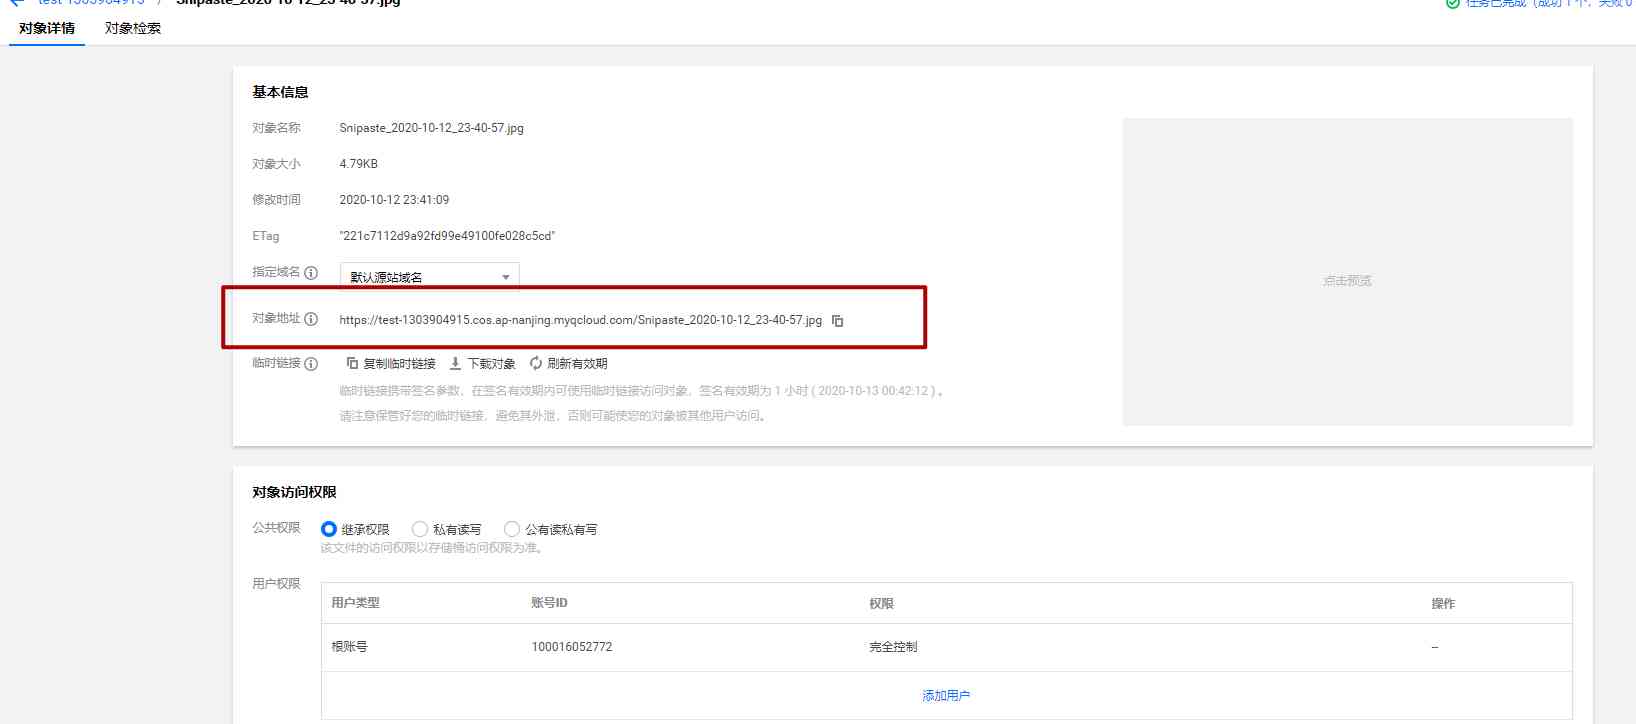 test-1303904915 / Snipaste_2020-10-12_23-40-57.jpg
任务已完成（成功 1 个，失败 0
对象详情 对象检索
基本信息
对象名称 Snipaste_2020-10-12_23-40-57.jpg
对象大小 4.79KB
修改时间 2020-10-12 23:41:09
ETag "221c7112d9a92fd99e49100fe028c5cd"
指定域名 默认源站域名
对象地址 https://test-1303904915.cos.ap-nanjing.myqcloud.com/Snipaste_2020-10-12_23-40-57.jpg
临时链接 复制临时链接 下载对象 刷新有效期
临时链接携带签名参数，在签名有效期内可使用临时链接访问对象，签名有效期为 1 小时 ( 2020-10-13 00:42:12 ) 。
请注意保管好您的临时链接，避免其外泄，否则可能使您的对象被其他用户访问。
点击预览
对象访问权限
公共权限 继承权限 私有读写 公有读私有写
该文件的访问权限以存储桶访问权限为准。
用户权限
用户类型 账号ID 权限 操作
根账号 100016052772 完全控制 --
添加用户